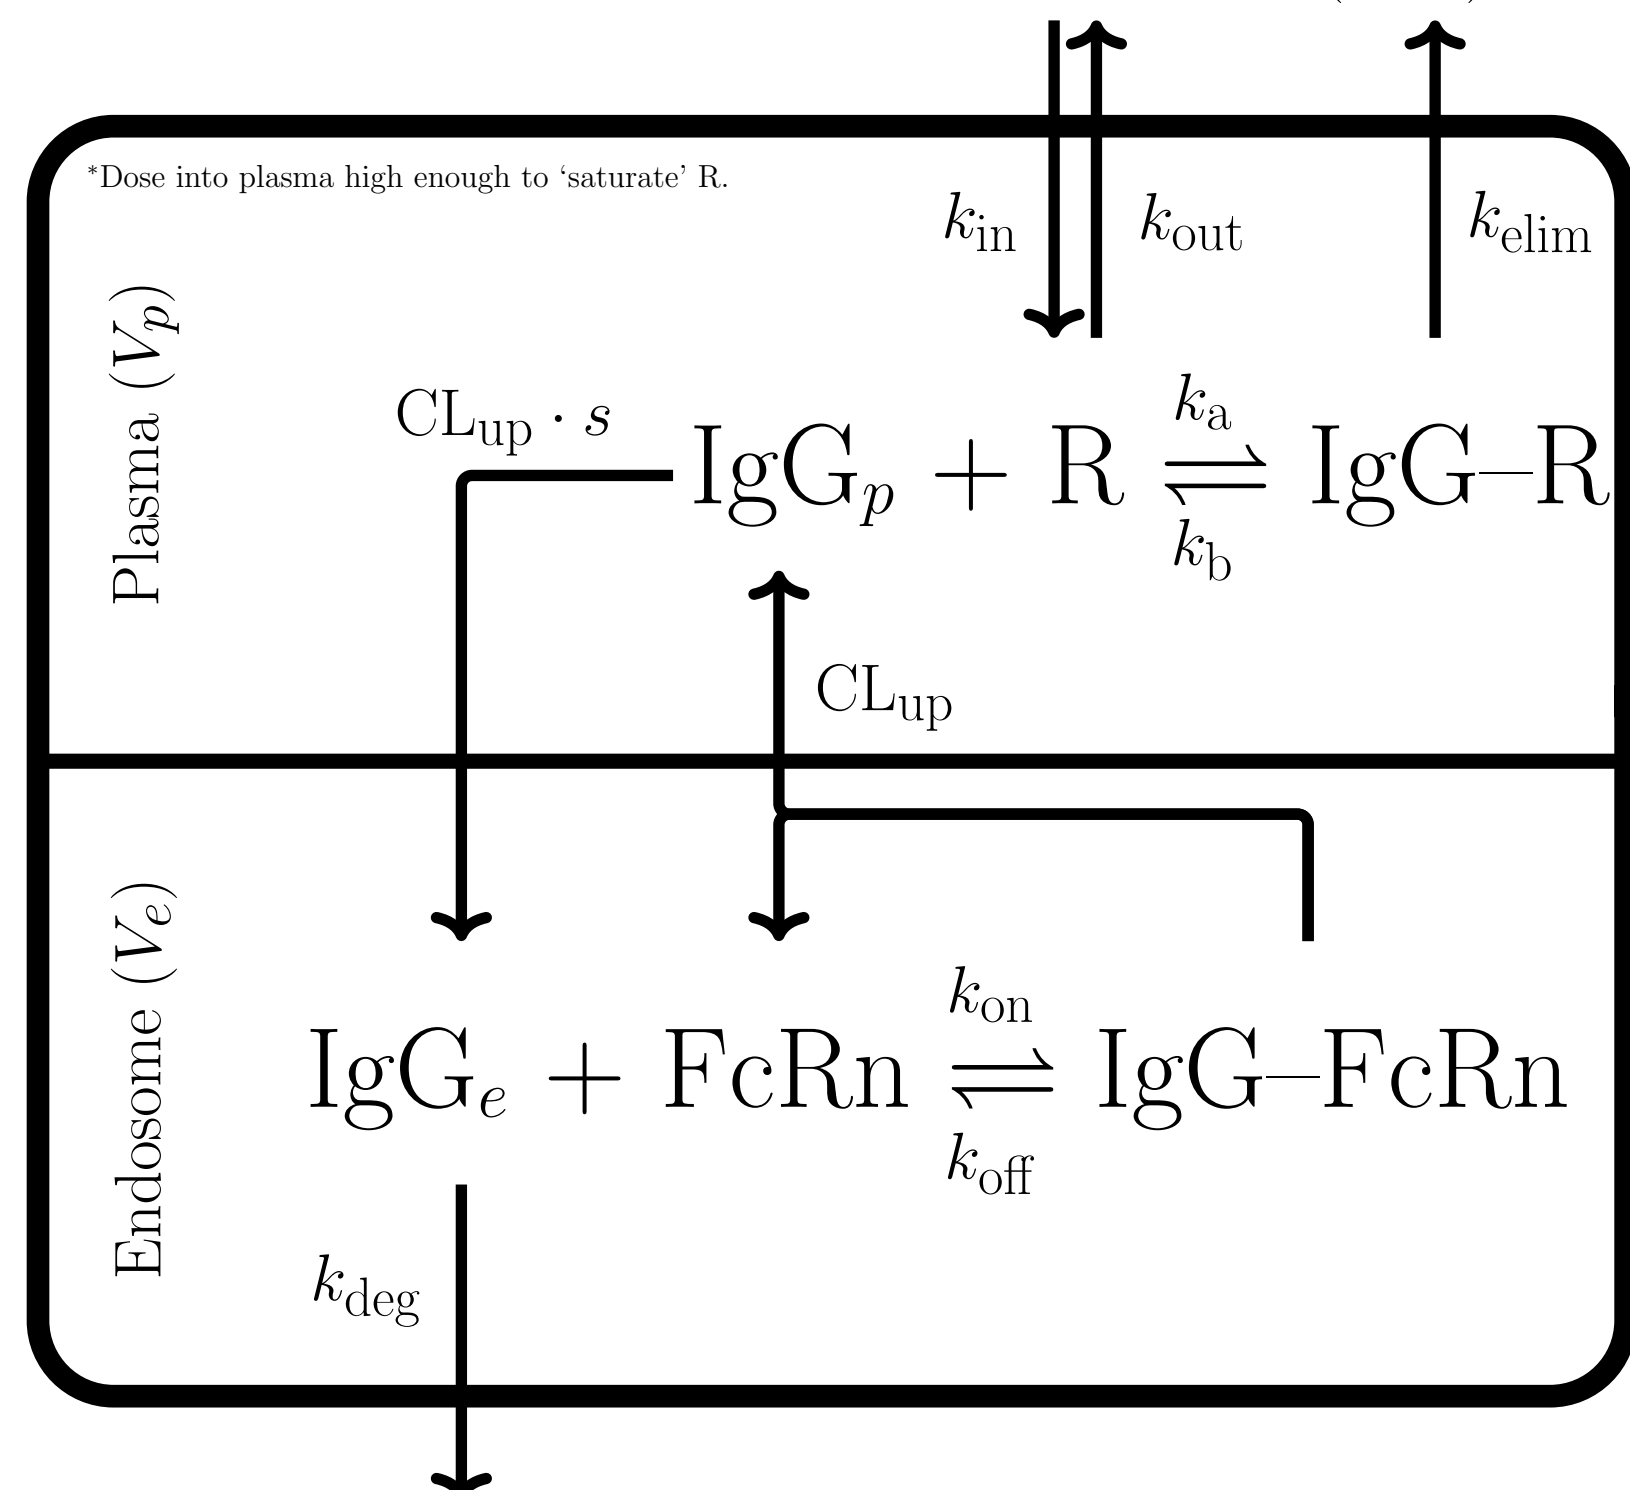 *Dose into plasma high enough to ‘saturate’ R.
k_in
k_out
k_elim
Plasma (V_p)
CL_up · s
IgG_p + R ⇌ IgG–R
k_a
k_b
CL_up
Endosome (V_e)
k_on
IgG_e + FcRn ⇌ IgG–FcRn
k_off
k_deg